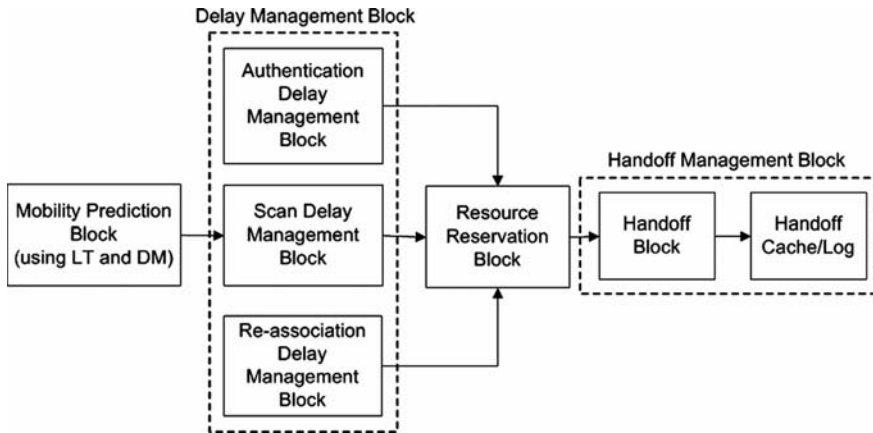 Delay Management Block
Authentication
Delay
Management
Block
Handoff Management Block
Mobility Prediction
Block
(using LT and DM)
Scan Delay
Management
Block
Resource
Reservation
Block
Handoff
Block
Handoff
Cache/Log
Re-association
Delay
Management
Block